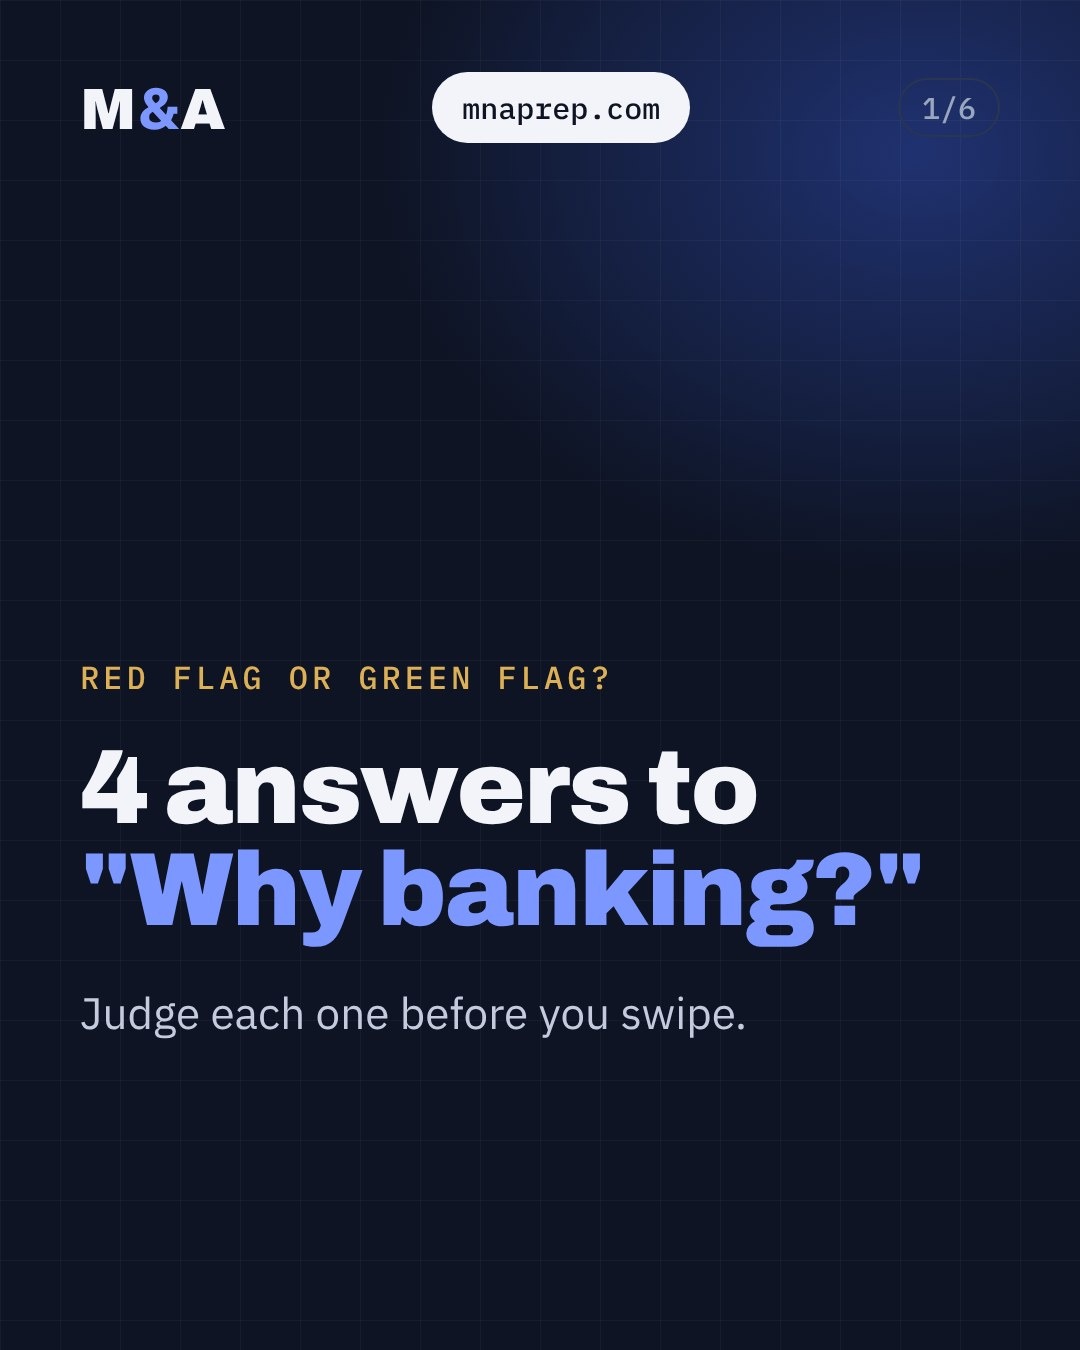 M&A
mnaprep.com
1/6
RED FLAG OR GREEN FLAG?
4 answers to
"Why banking?"
Judge each one before you swipe.